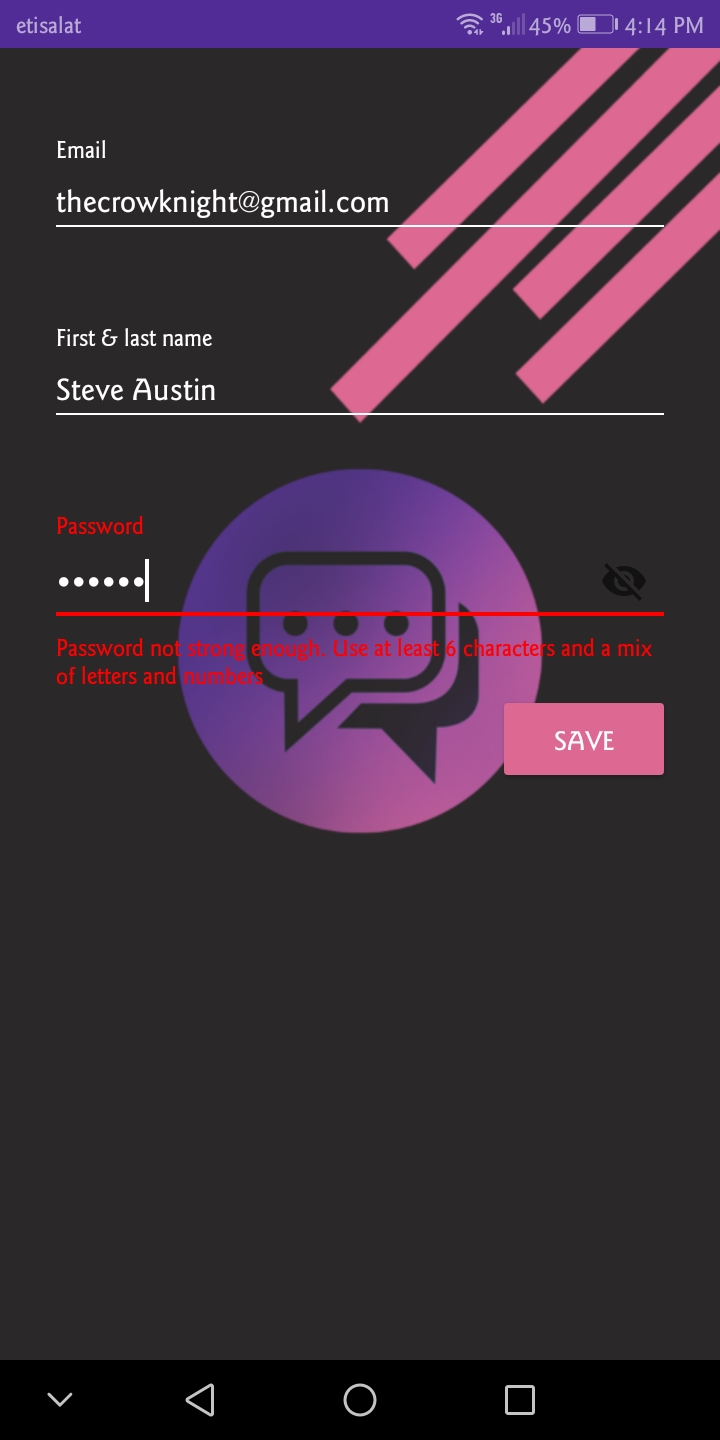 etisalat 3G 45% 4:14 PM
Email
thecrowknight@gmail.com
First & last name
Steve Austin
Password
••••••
Password not strong enough. Use at least 6 characters and a mix
of letters and numbers
SAVE